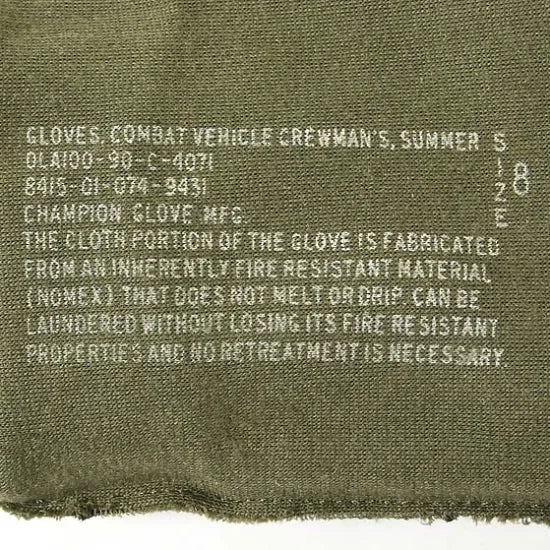 GLOVES, COMBAT VEHICLE CREWMAN'S, SUMMER
DLA100-90-C-4071
8415-01-074-9431
CHAMPION GLOVE MFG.
THE CLOTH PORTION OF THE GLOVE IS FABRICATED
FROM AN INHERENTLY FIRE RESISTANT MATERIAL
(NOMEX) THAT DOES NOT MELT OR DRIP. CAN BE
LAUNDERED WITHOUT LOSING ITS FIRE RESISTANT
PROPERTIES AND NO RETREATMENT IS NECESSARY.
SIZE
8